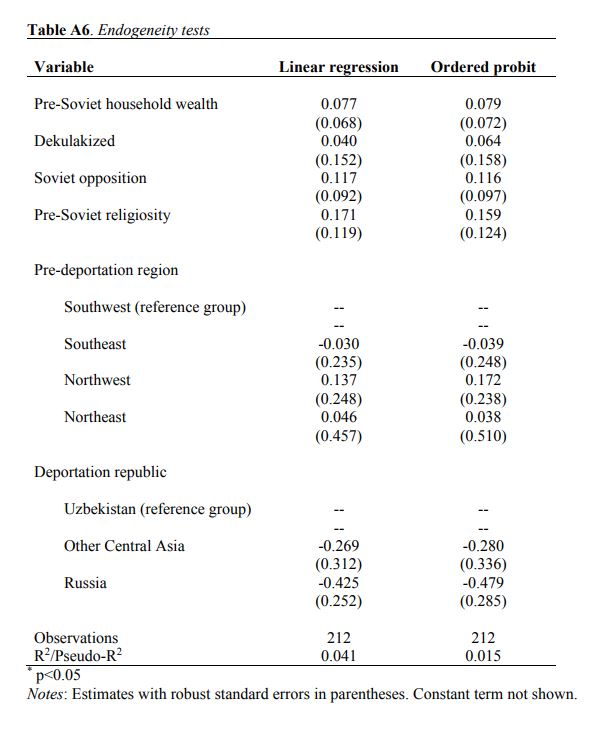 Table A6. Endogeneity tests
Variable Linear regression Ordered probit
Pre-Soviet household wealth 0.077 0.079
(0.068) (0.072)
Dekulakized 0.040 0.064
(0.152) (0.158)
Soviet opposition 0.117 0.116
(0.092) (0.097)
Pre-Soviet religiosity 0.171 0.159
(0.119) (0.124)
Pre-deportation region
Southwest (reference group) -- --
-- --
Southeast -0.030 -0.039
(0.235) (0.248)
Northwest 0.137 0.172
(0.248) (0.238)
Northeast 0.046 0.038
(0.457) (0.510)
Deportation republic
Uzbekistan (reference group) -- --
-- --
Other Central Asia -0.269 -0.280
(0.312) (0.336)
Russia -0.425 -0.479
(0.252) (0.285)
Observations 212 212
R²/Pseudo-R² 0.041 0.015
* p<0.05
Notes: Estimates with robust standard errors in parentheses. Constant term not shown.